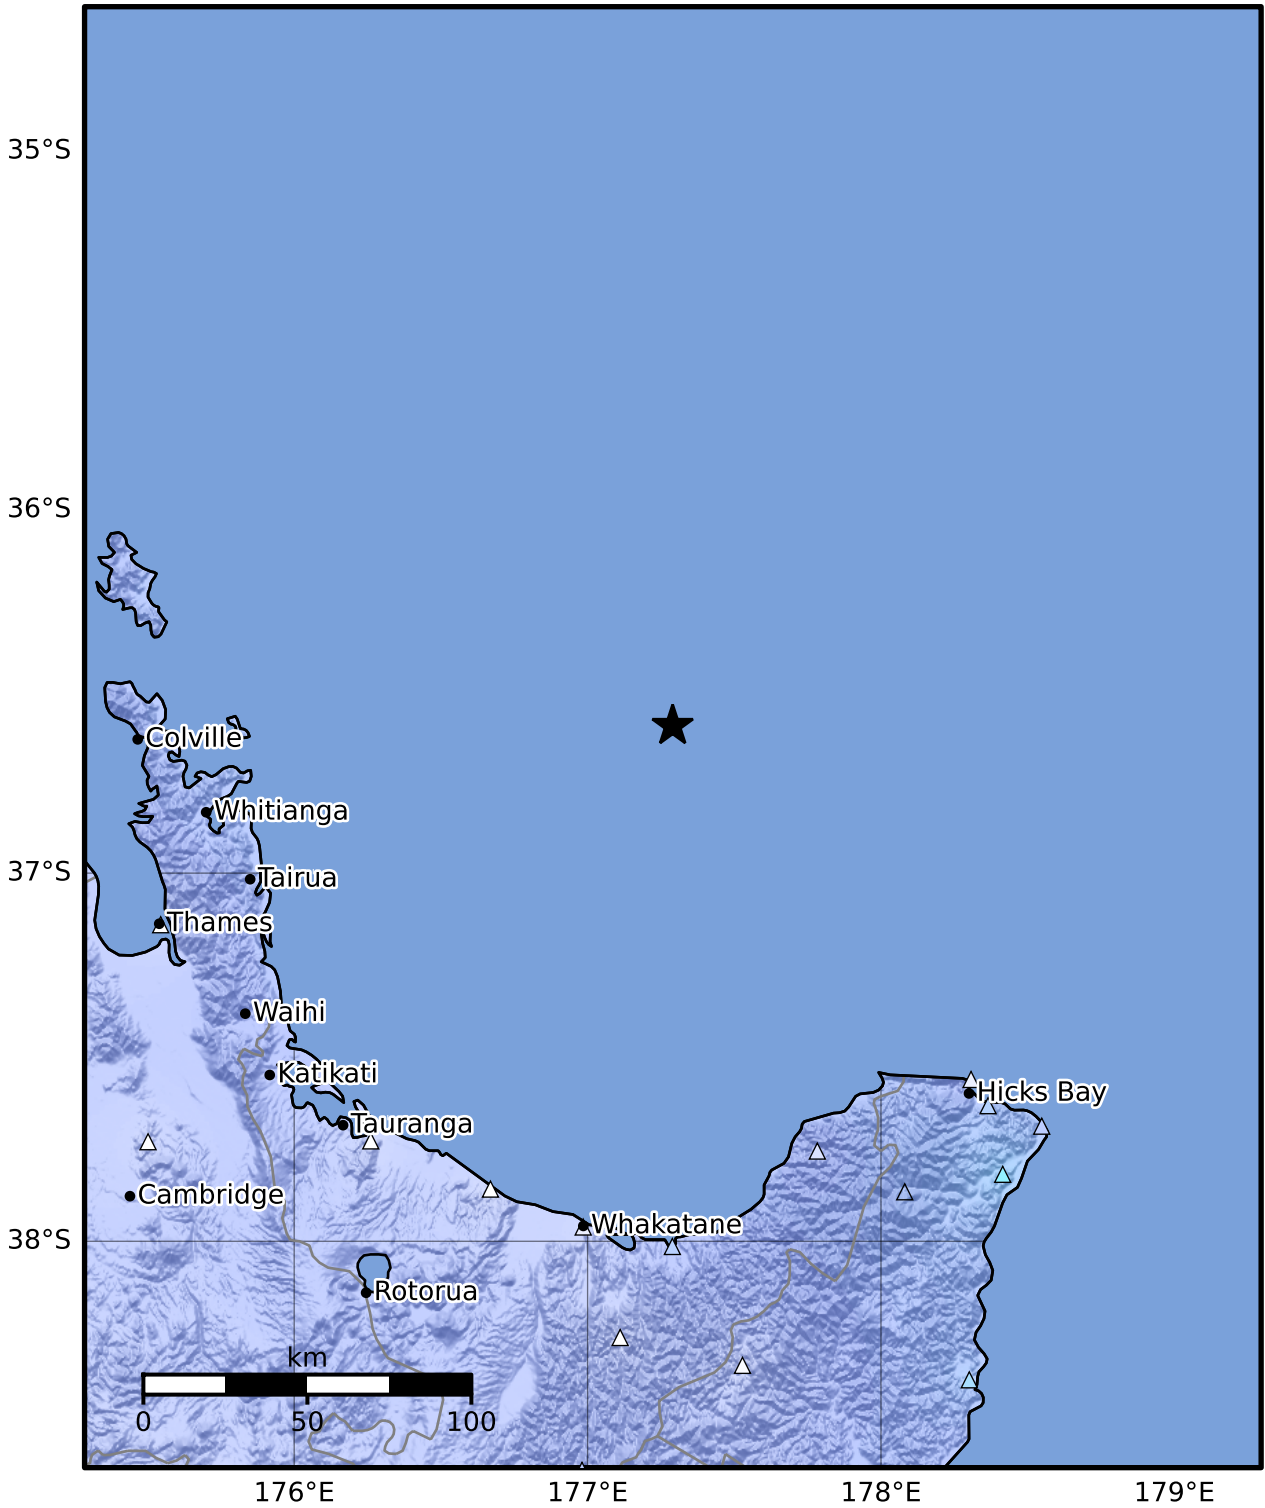 35°S
36°S
Colville
Whitianga
37°S
Tairua
Thames
Waihi
Katikati
Hicks Bay
Tauranga
Cambridge
Whakatane
38°S
Rotorua
km
0 50 100
176°E 177°E 178°E 179°E